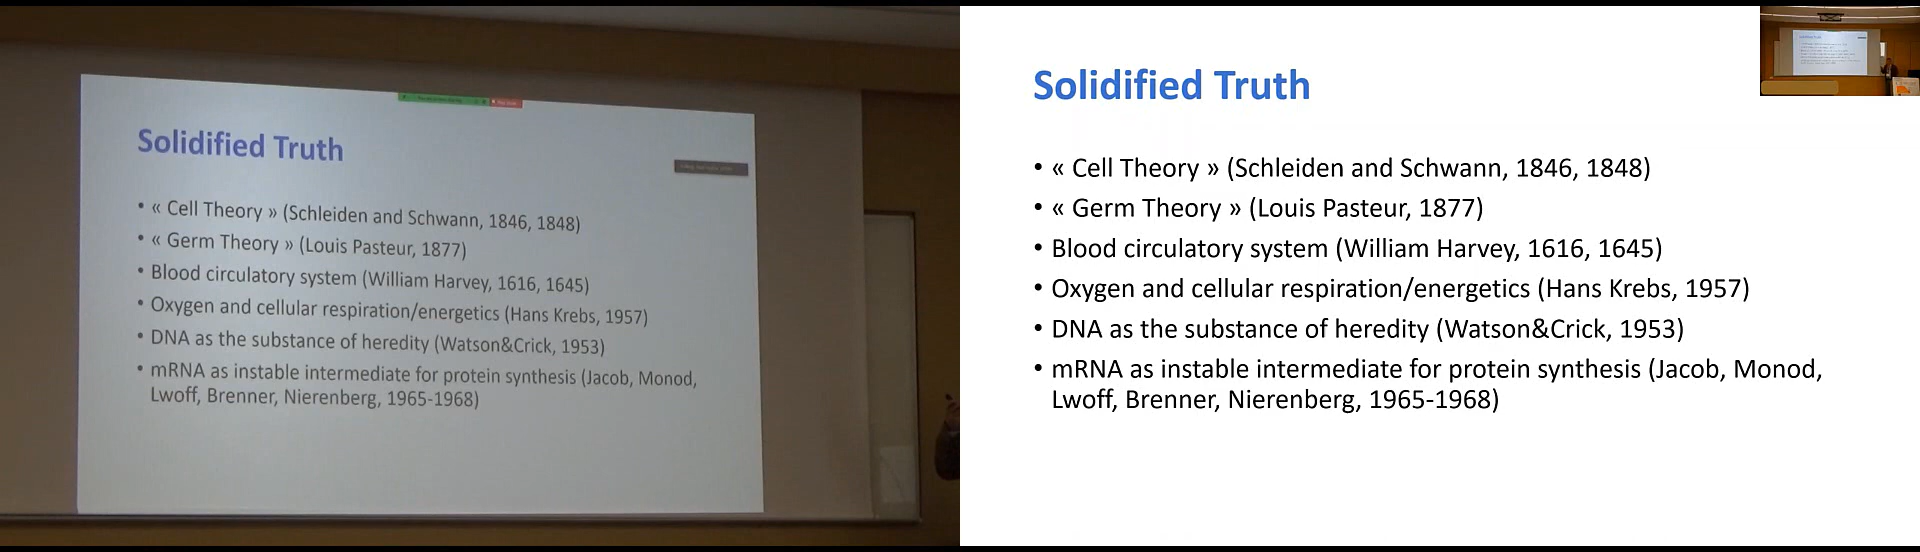 Solidified Truth
• « Cell Theory » (Schleiden and Schwann, 1846, 1848)
• « Germ Theory » (Louis Pasteur, 1877)
• Blood circulatory system (William Harvey, 1616, 1645)
• Oxygen and cellular respiration/energetics (Hans Krebs, 1957)
• DNA as the substance of heredity (Watson&Crick, 1953)
• mRNA as instable intermediate for protein synthesis (Jacob, Monod,
Lwoff, Brenner, Nierenberg, 1965-1968)
Solidified Truth
• « Cell Theory » (Schleiden and Schwann, 1846, 1848)
• « Germ Theory » (Louis Pasteur, 1877)
• Blood circulatory system (William Harvey, 1616, 1645)
• Oxygen and cellular respiration/energetics (Hans Krebs, 1957)
• DNA as the substance of heredity (Watson&Crick, 1953)
• mRNA as instable intermediate for protein synthesis (Jacob, Monod,
Lwoff, Brenner, Nierenberg, 1965-1968)